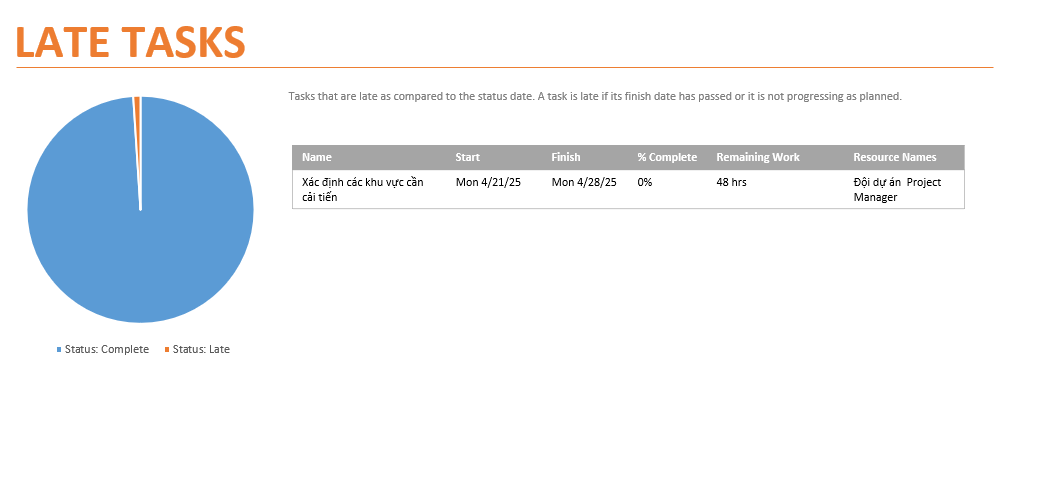 LATE TASKS
Tasks that are late as compared to the status date. A task is late if its finish date has passed or it is not progressing as planned.
Name Start Finish % Complete Remaining Work Resource Names
Xác định các khu vực cần Mon 4/21/25 Mon 4/28/25 0% 48 hrs Đội dự án  Project
cải tiến Manager
Status: Complete Status: Late